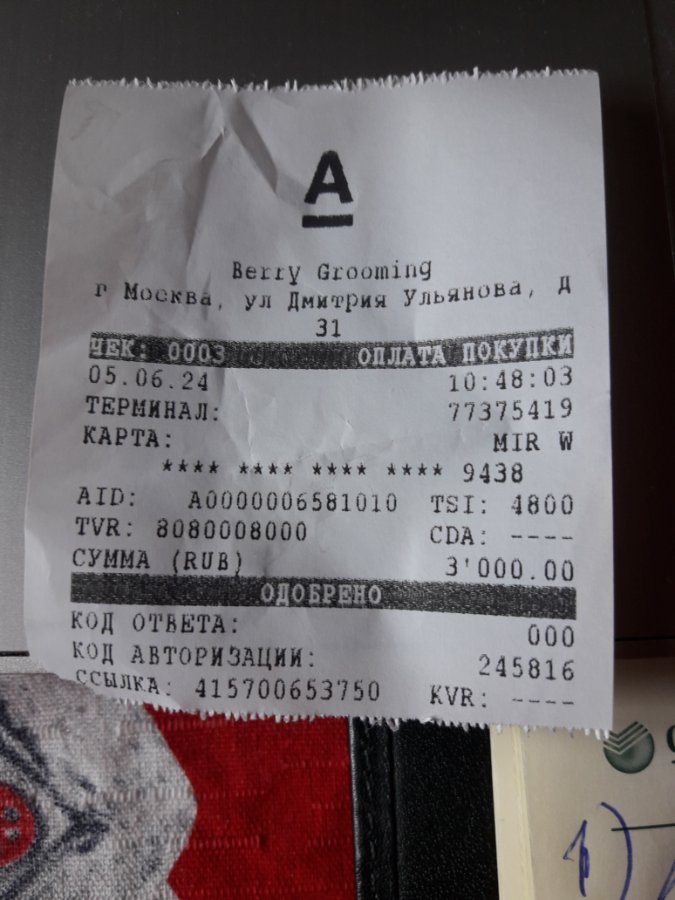 А
Berry Grooming
г Москва, ул Дмитрия Ульянова, Д
31
ЧЕК: 0003 ОПЛАТА ПОКУПКИ
05.06.24 10:48:03
ТЕРМИНАЛ: 77375419
КАРТА: MIR W
**** **** **** **** 9438
AID: A0000006581010 TSI: 4800
TVR: 8080008000 CDA: ----
СУММА (RUB) 3'000.00
ОДОБРЕНО
КОД ОТВЕТА: 000
КОД АВТОРИЗАЦИИ: 245816
ССЫЛКА: 415700653750 KVR: ----